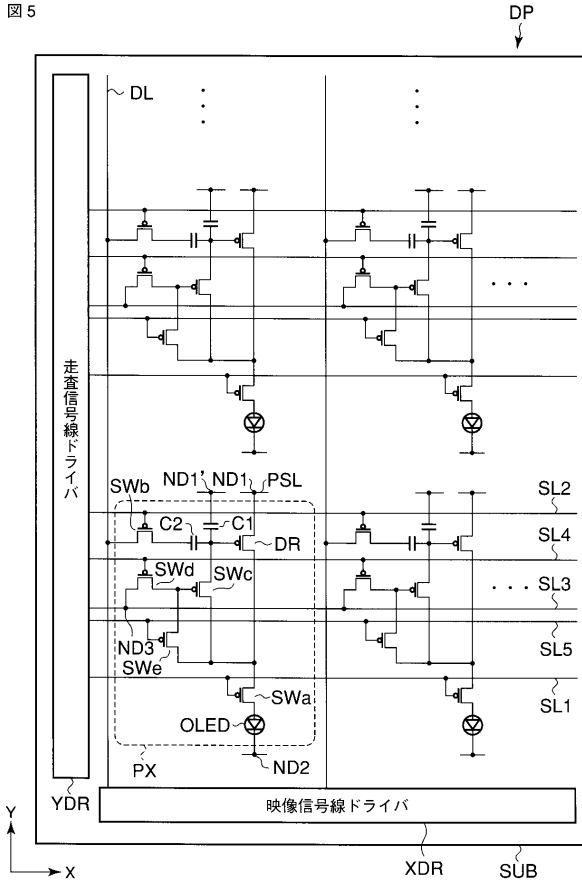 図5
DP
DL
走査信号線ドライバ
ND1' ND1 PSL
SWb
C2 C1
SL2
DR
SL4
SWd
SWc
SL3
ND3
SWe
SL5
SWa
SL1
OLED
PX
ND2
YDR
映像信号線ドライバ
Y
X
XDR
SUB